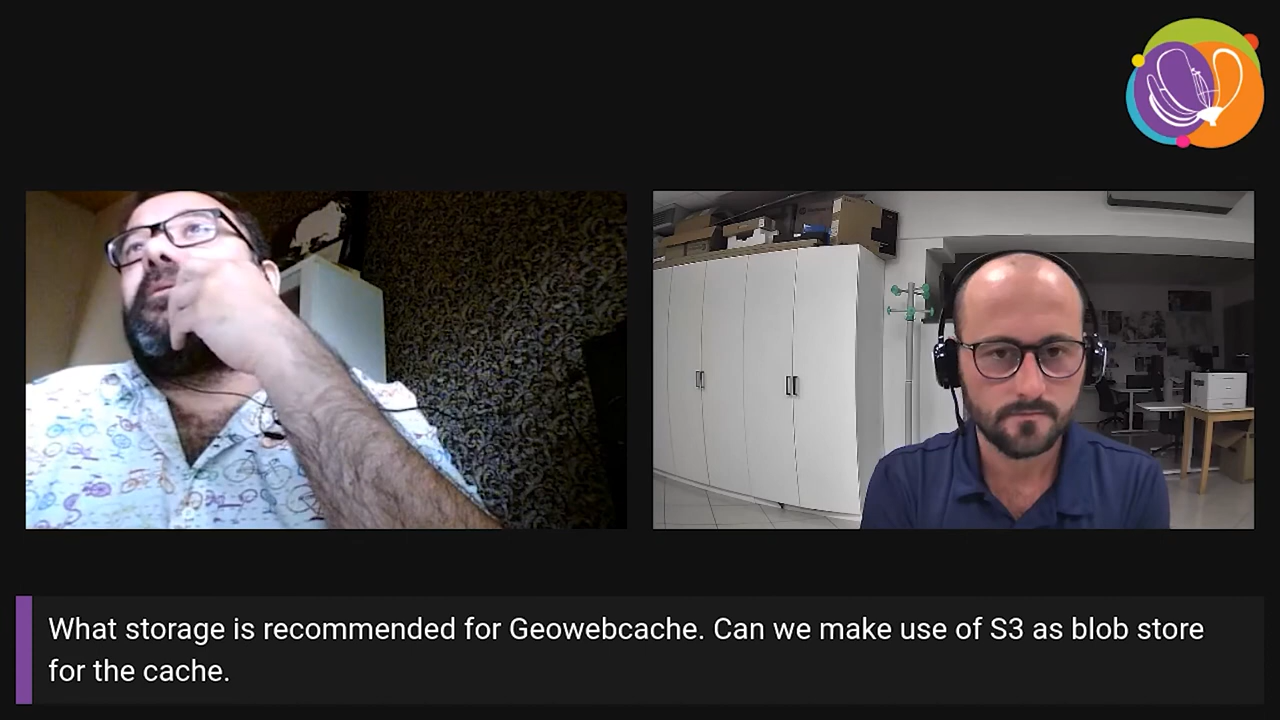 What storage is recommended for Geowebcache. Can we make use of S3 as blob store
for the cache.